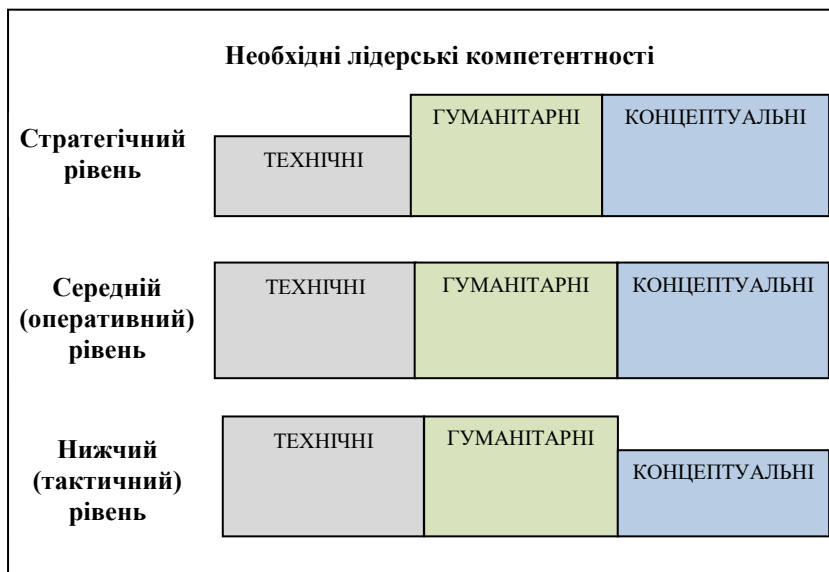 Необхідні лідерські компетентності
Стратегічний
рівень
ТЕХНІЧНІ
ГУМАНІТАРНІ
КОНЦЕПТУАЛЬНІ
Середній
(оперативний)
рівень
ТЕХНІЧНІ
ГУМАНІТАРНІ
КОНЦЕПТУАЛЬНІ
Нижчий
(тактичний)
рівень
ТЕХНІЧНІ
ГУМАНІТАРНІ
КОНЦЕПТУАЛЬНІ